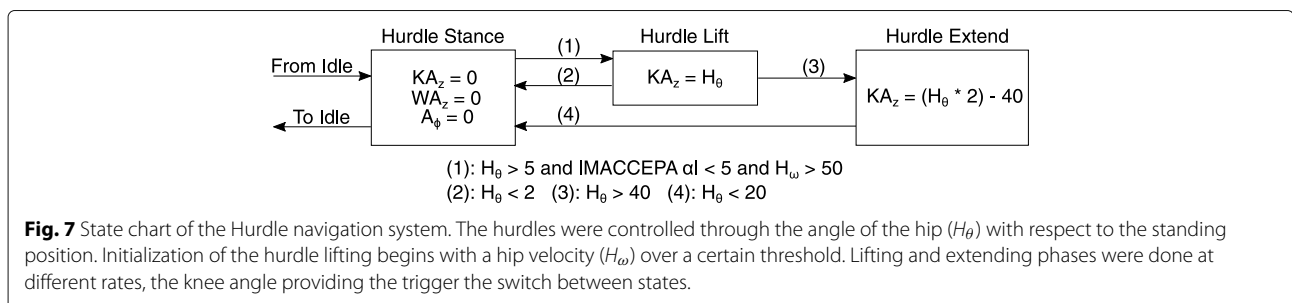 Hurdle Stance
Hurdle Lift
Hurdle Extend
From Idle
To Idle
KA_z = 0
WA_z = 0
A_ϕ = 0
(1)
(2)
KA_z = H_θ
(3)
KA_z = (H_θ * 2) - 40
(4)
(1): H_θ > 5 and IMACCEPA αl < 5 and H_ω > 50
(2): H_θ < 2 (3): H_θ > 40 (4): H_θ < 20
Fig. 7 State chart of the Hurdle navigation system. The hurdles were controlled through the angle of the hip (H_θ) with respect to the standing
position. Initialization of the hurdle lifting begins with a hip velocity (H_ω) over a certain threshold. Lifting and extending phases were done at
different rates, the knee angle providing the trigger the switch between states.